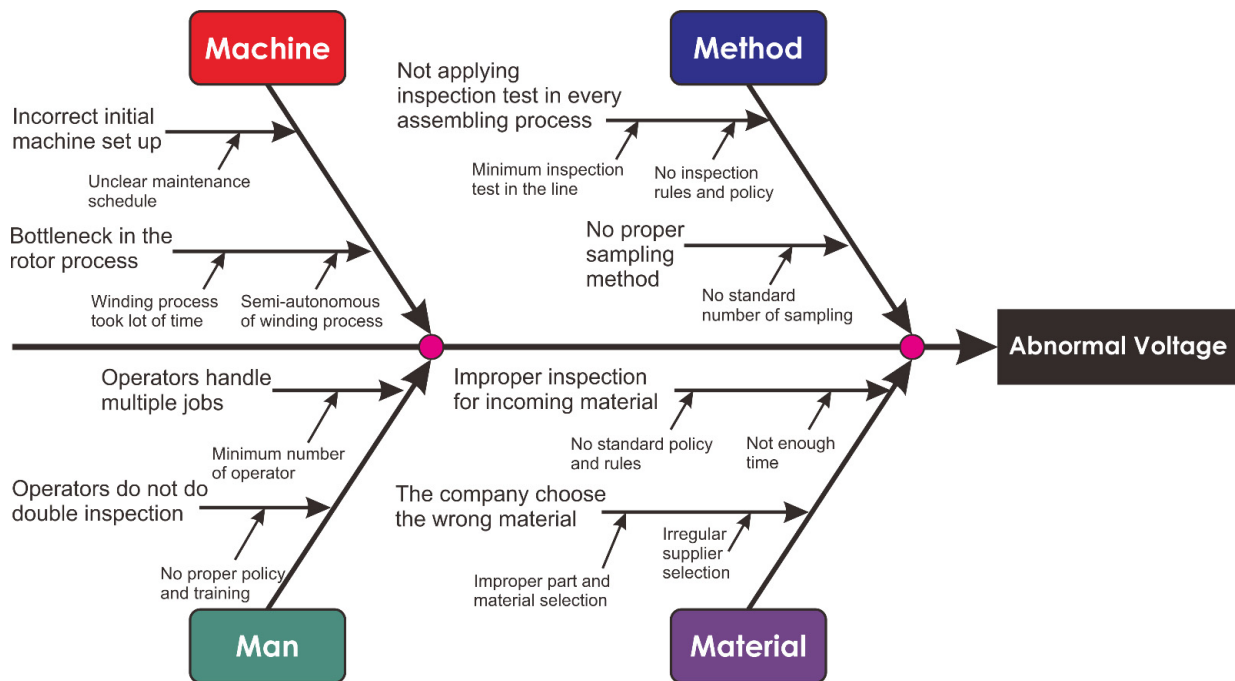 Machine
Incorrect initial
machine set up
Unclear maintenance
schedule
Bottleneck in the
rotor process
Winding process
took lot of time
Semi-autonomous
of winding process
Method
Not applying
inspection test in every
assembling process
Minimum inspection
test in the line
No inspection
rules and policy
No proper
sampling
method
No standard
number of sampling
Abnormal Voltage
Operators handle
multiple jobs
Minimum number
of operator
Operators do not do
double inspection
No proper policy
and training
Man
Improper inspection
for incoming material
No standard policy
and rules
Not enough
time
The company choose
the wrong material
Improper part and
material selection
Irregular
supplier
selection
Material